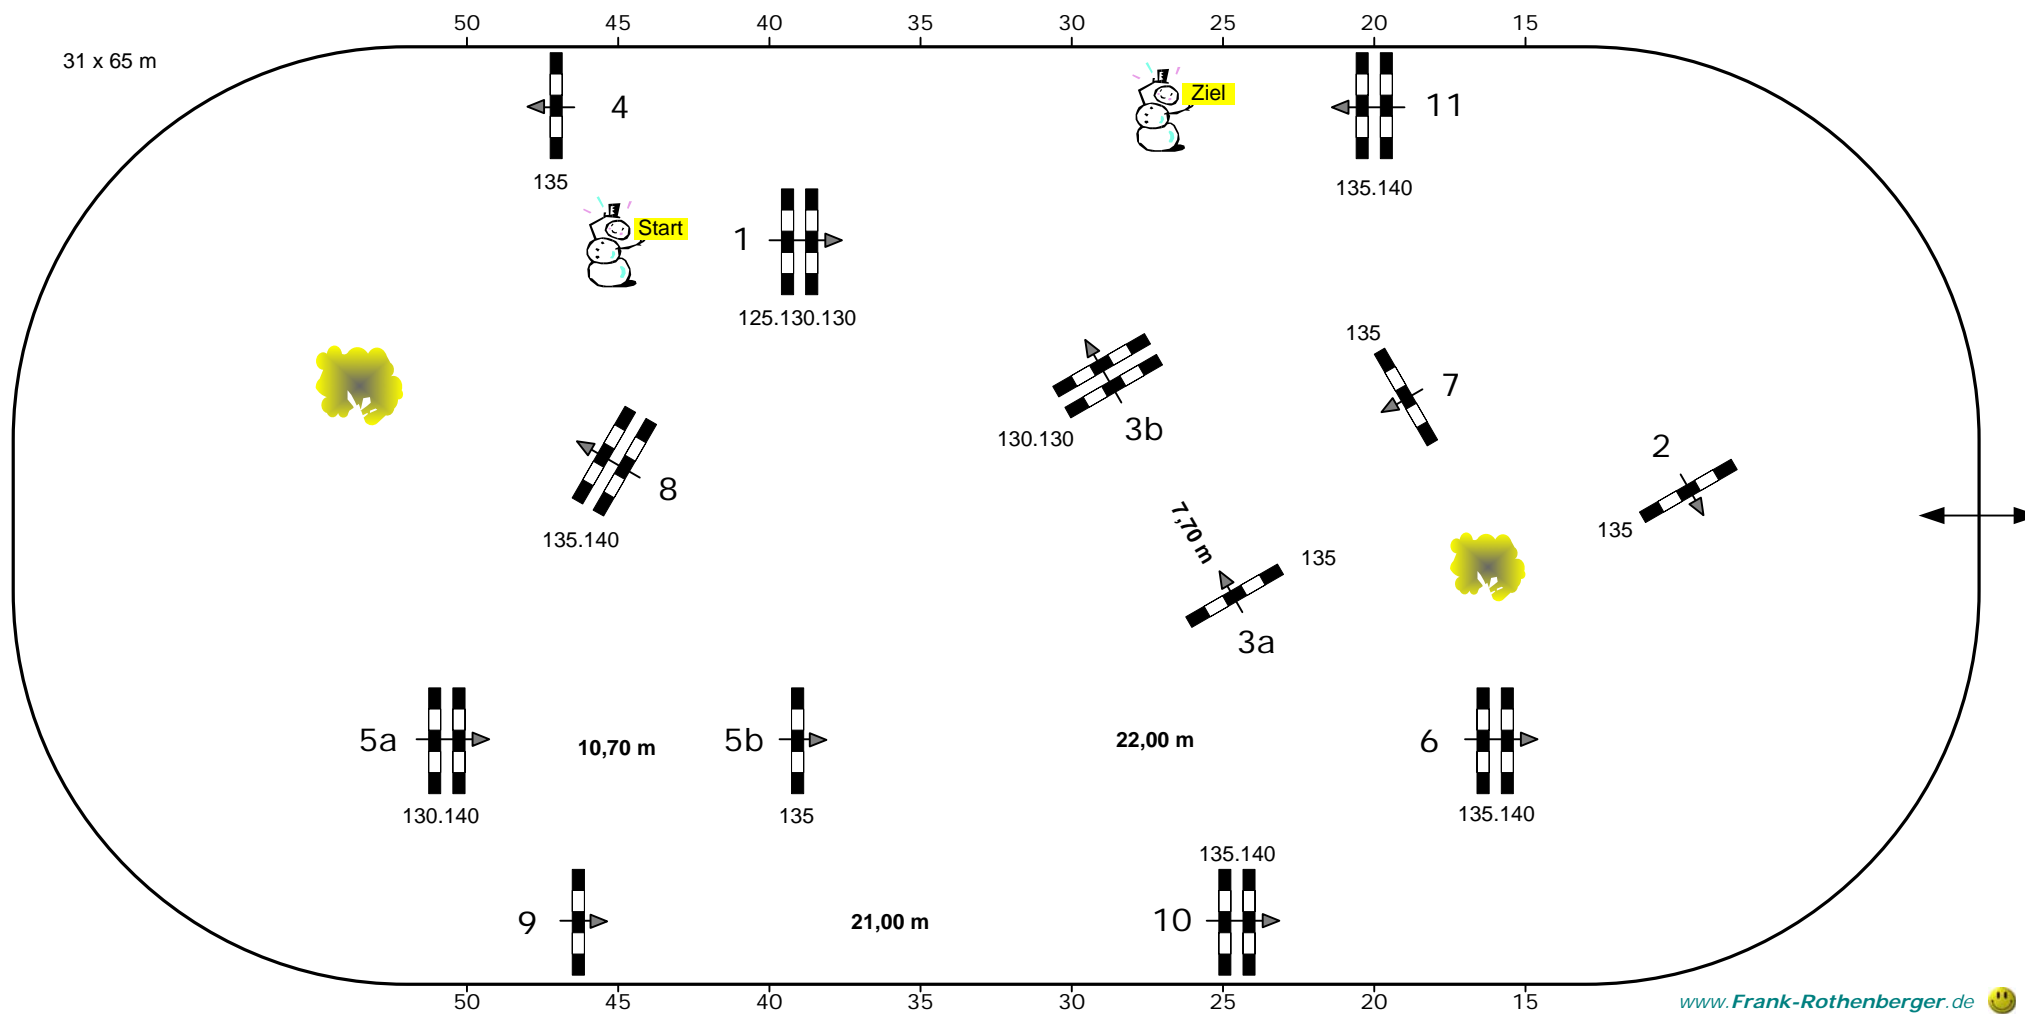 50 45 40 35 30 25 20 15
31 x 65 m
Ziel
4
11
135
135.140
Start
1
125.130.130
135
7
3b
130.130
2
8
135
135.140
7,70 m
135
3a
5a
10,70 m
5b
22,00 m
6
130.140
135
135.140
135.140
9
21,00 m
10
50 45 40 35 30 25 20 15
www.Frank-Rothenberger.de